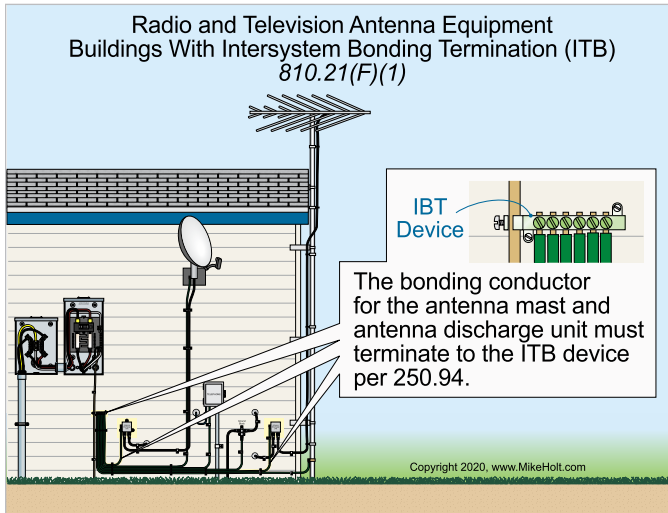 Radio and Television Antenna Equipment
Buildings With Intersystem Bonding Termination (ITB)
810.21(F)(1)
IBT
Device
The bonding conductor
for the antenna mast and
antenna discharge unit must
terminate to the ITB device
per 250.94.
Copyright 2020, www.MikeHolt.com